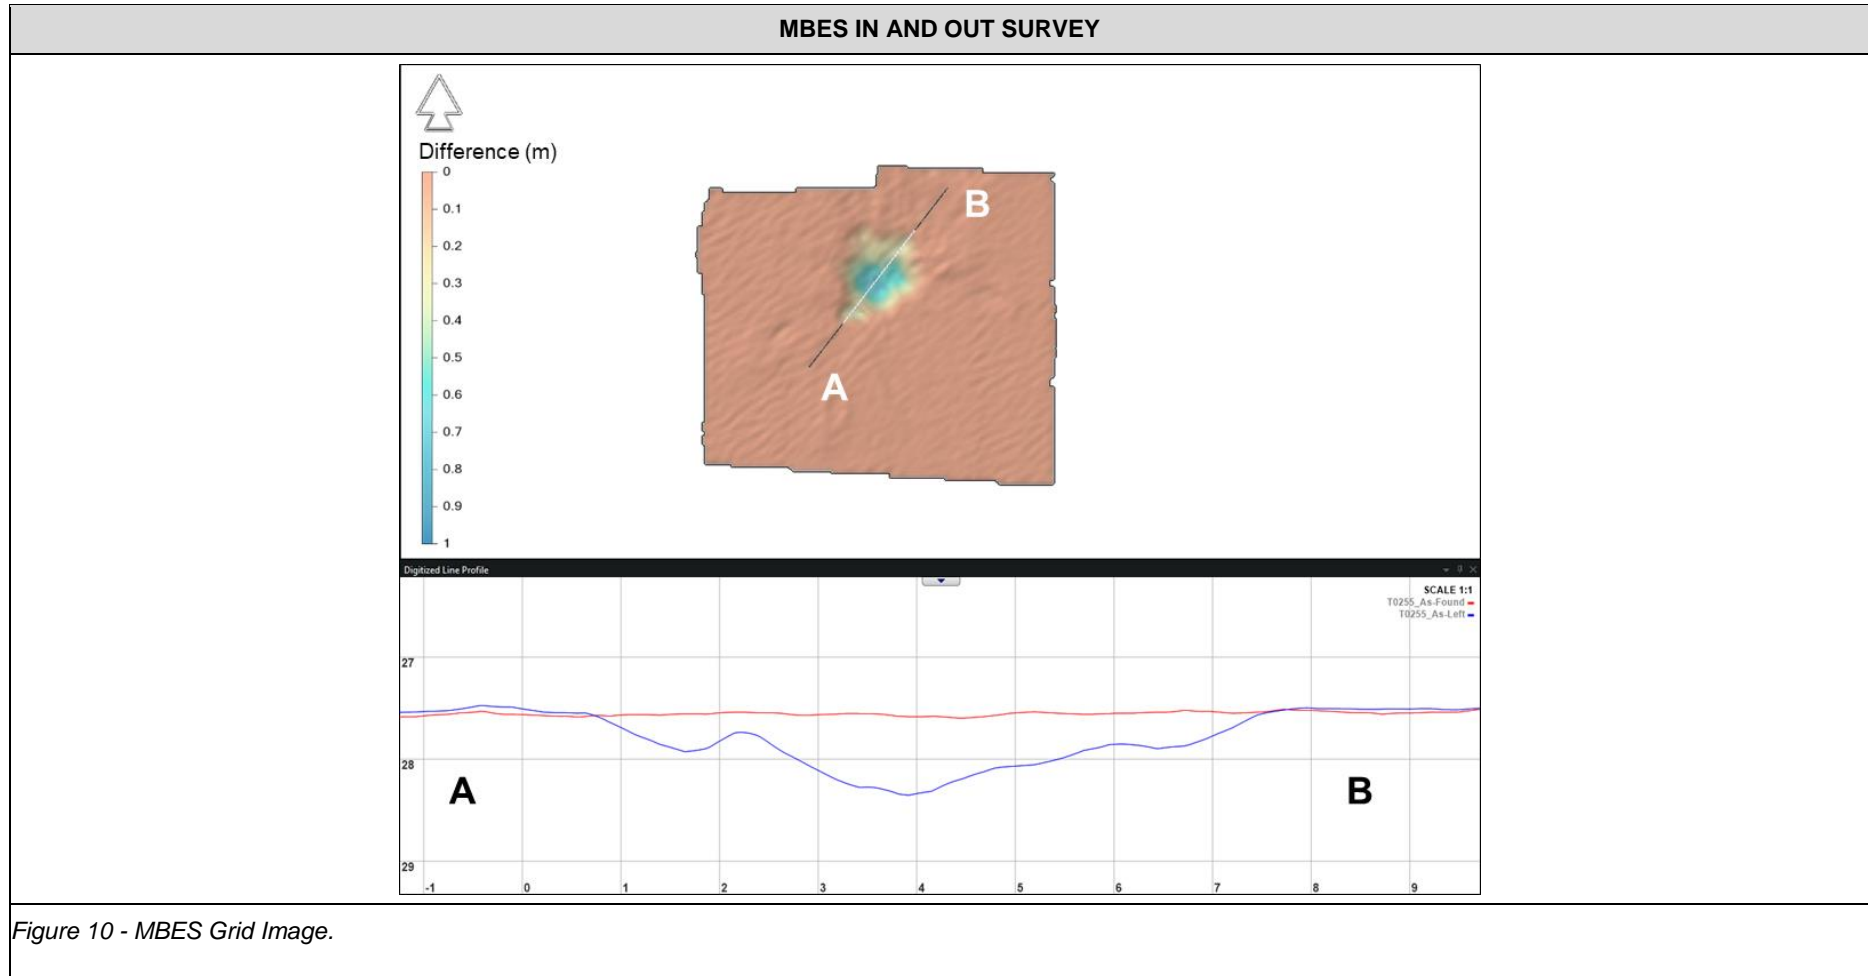 MBES IN AND OUT SURVEY
Difference (m)
0
0.1
0.2
0.3
0.4
0.5
0.6
0.7
0.8
0.9
1
B
A
Digitized Line Profile
SCALE 1:1
T0255_As-Found
T0255_As-Left
27
28
29
A
B
-1 0 1 2 3 4 5 6 7 8 9
Figure 10 - MBES Grid Image.